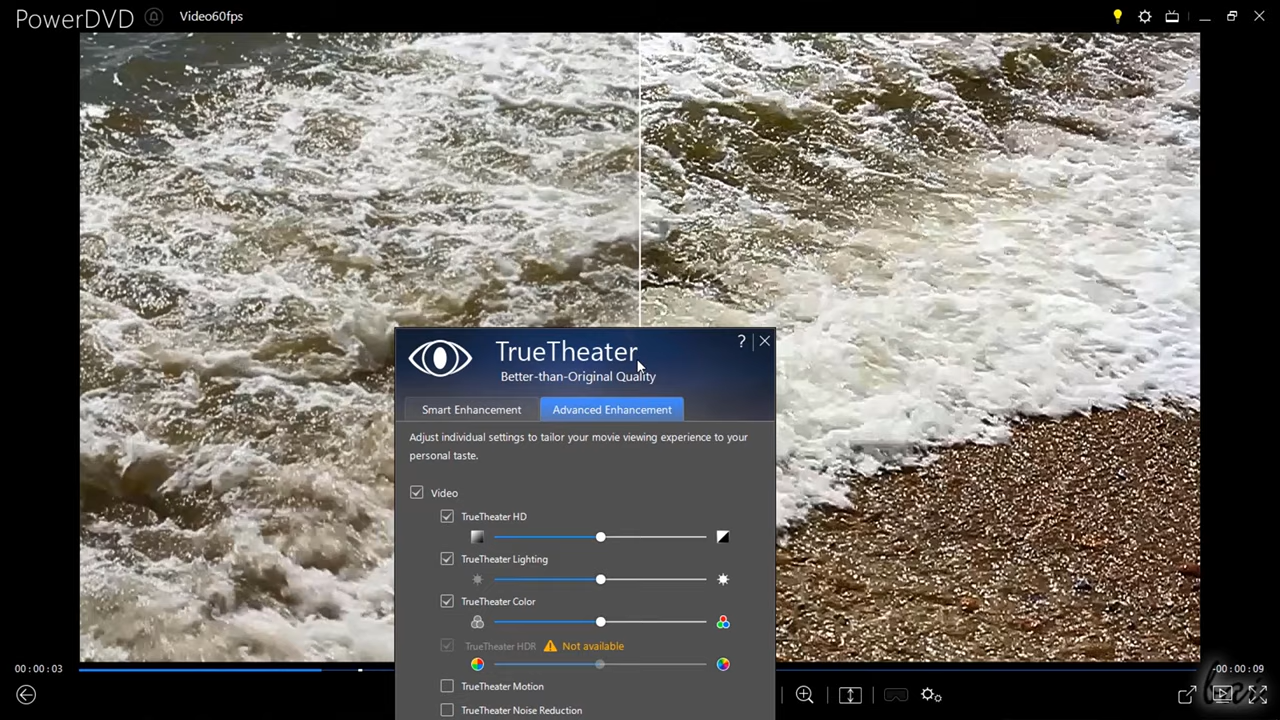 PowerDVD
Video60fps
TrueTheater
?
Better-than-Original Quality
Smart Enhancement
Advanced Enhancement
Adjust individual settings to tailor your movie viewing experience to your
personal taste.
Video
TrueTheater HD
TrueTheater Lighting
TrueTheater Color
TrueTheater HDR Not available
TrueTheater Motion
TrueTheater Noise Reduction
00:00:03
-00:00:09